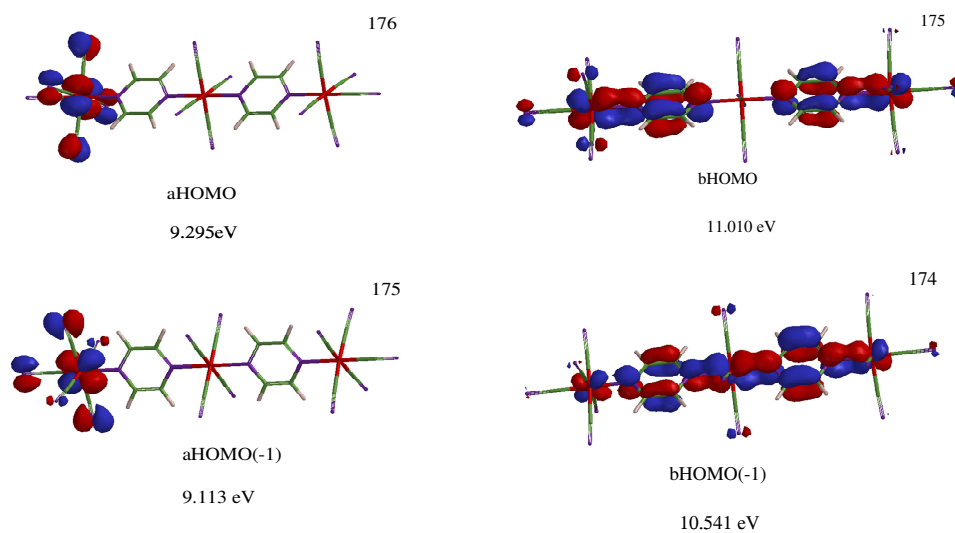 176
aHOMO
9.295eV
175
bHOMO
11.010 eV
175
aHOMO(-1)
9.113 eV
174
bHOMO(-1)
10.541 eV